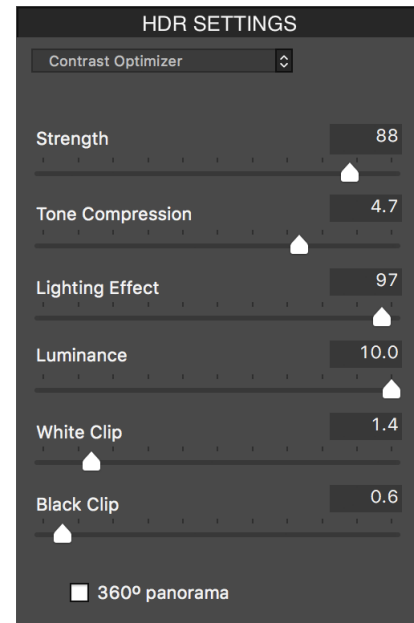 HDR SETTINGS
Contrast Optimizer
Strength 88
Tone Compression 4.7
Lighting Effect 97
Luminance 10.0
White Clip 1.4
Black Clip 0.6
360º panorama